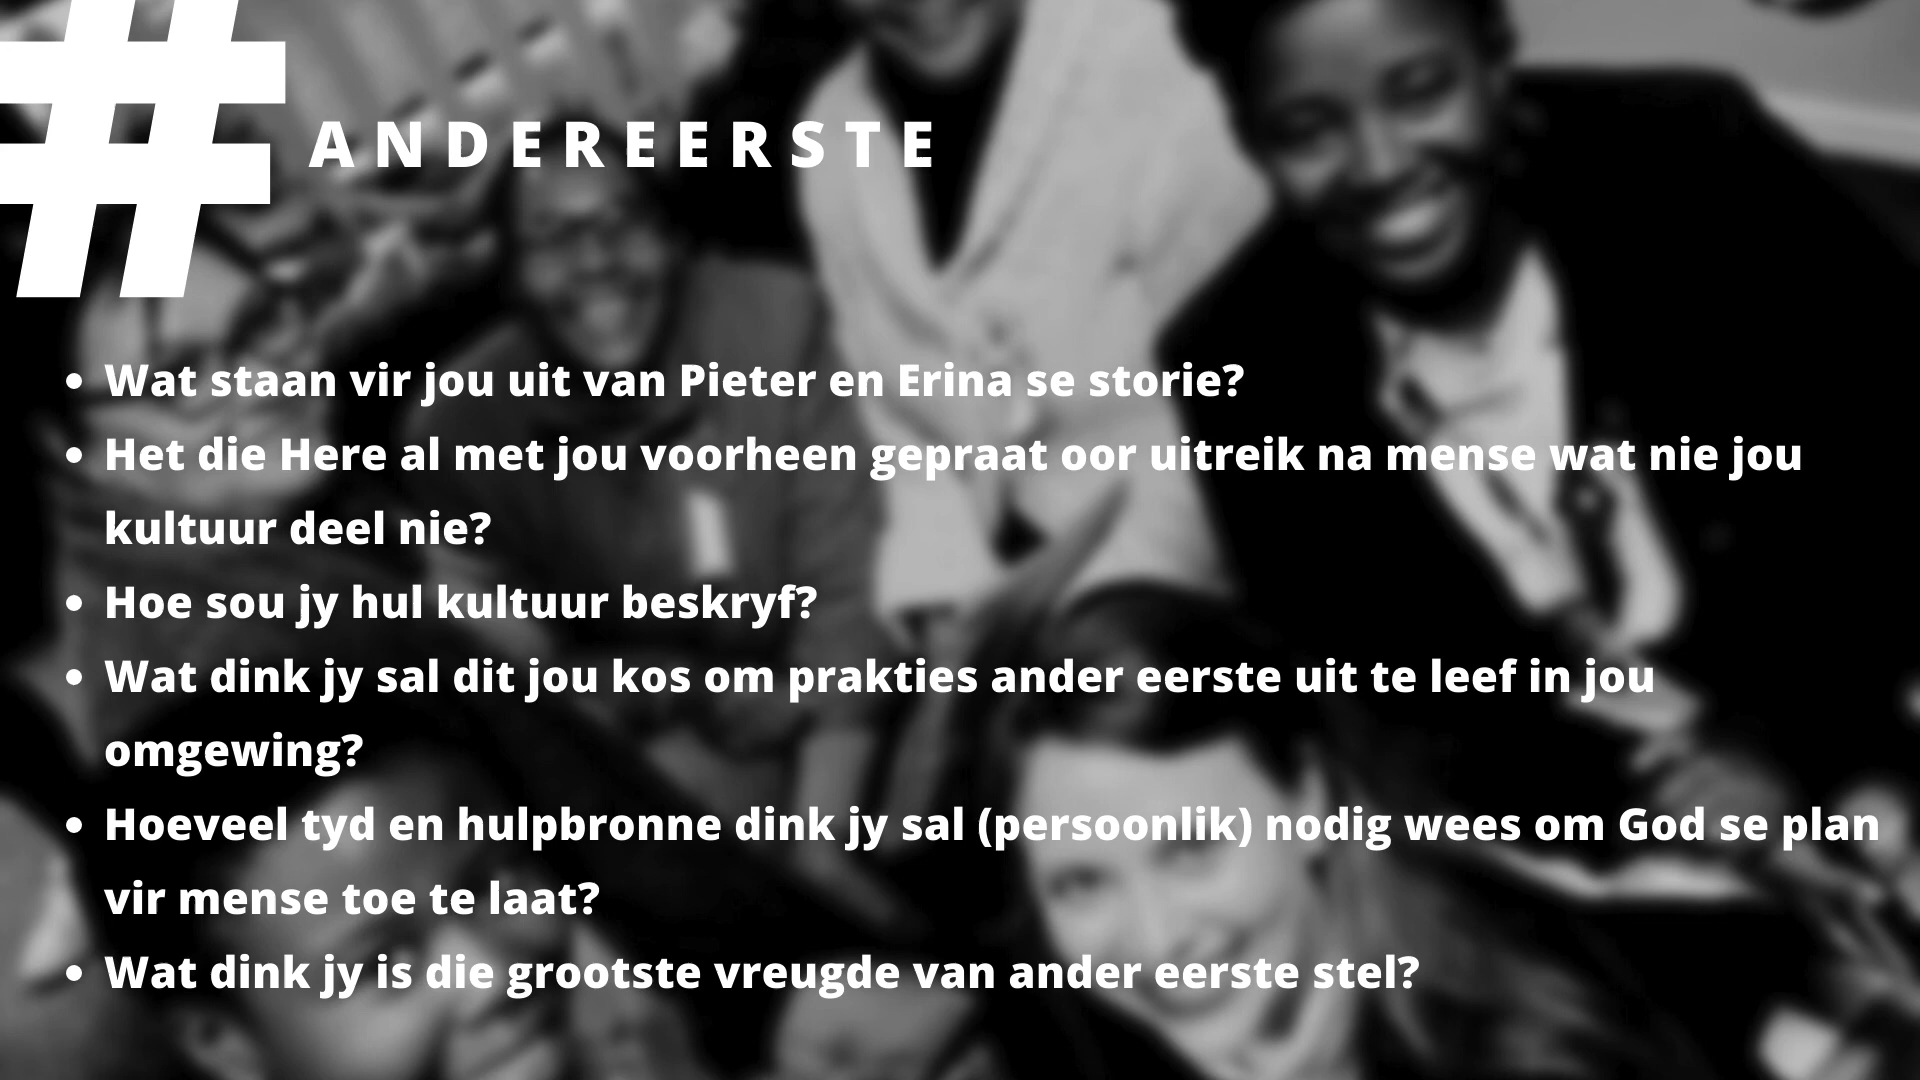 # ANDEREERSTE
• Wat staan vir jou uit van Pieter en Erina se storie?
• Het die Here al met jou voorheen gepraat oor uitreik na mense wat nie jou
kultuur deel nie?
• Hoe sou jy hul kultuur beskryf?
• Wat dink jy sal dit jou kos om prakties ander eerste uit te leef in jou
omgewing?
• Hoeveel tyd en hulpbronne dink jy sal (persoonlik) nodig wees om God se plan
vir mense toe te laat?
• Wat dink jy is die grootste vreugde van ander eerste stel?